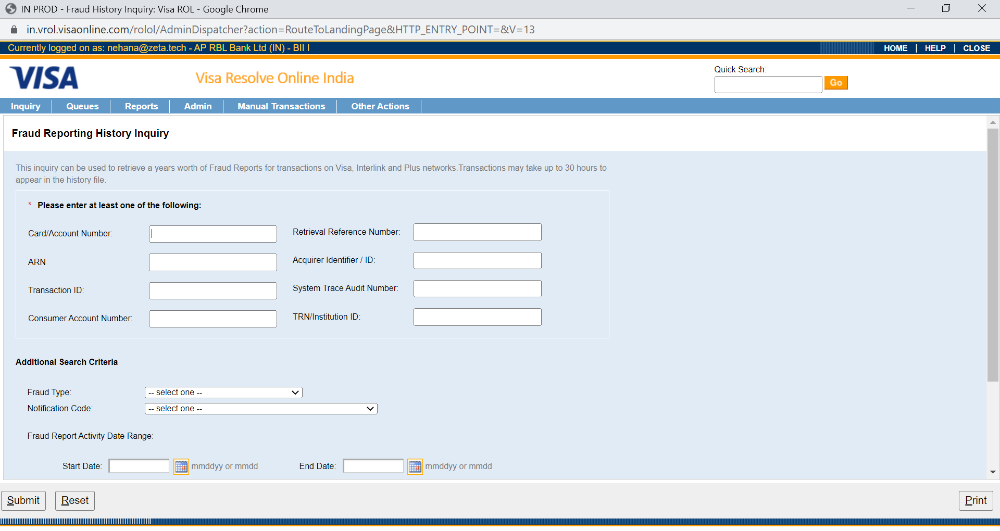 IN PROD - Fraud History Inquiry: Visa ROL - Google Chrome
in.vrol.visaonline.com/rolol/AdminDispatcher?action=RouteToLandingPage&HTTP_ENTRY_POINT=&V=13
Currently logged on as: nehana@zeta.tech - AP RBL Bank Ltd (IN) - BII I
HOME | HELP | CLOSE
VISA
Visa Resolve Online India
Quick Search:
Go
Inquiry Queues Reports Admin Manual Transactions Other Actions
Fraud Reporting History Inquiry
This inquiry can be used to retrieve a years worth of Fraud Reports for transactions on Visa, Interlink and Plus networks.Transactions may take up to 30 hours to
appear in the history file.
* Please enter at least one of the following:
Card/Account Number: Retrieval Reference Number:
ARN Acquirer Identifier / ID:
Transaction ID: System Trace Audit Number:
Consumer Account Number: TRN/Institution ID:
Additional Search Criteria
Fraud Type: -- select one --
Notification Code: -- select one --
Fraud Report Activity Date Range:
Start Date: mmddyy or mmdd End Date: mmddyy or mmdd
Submit Reset Print